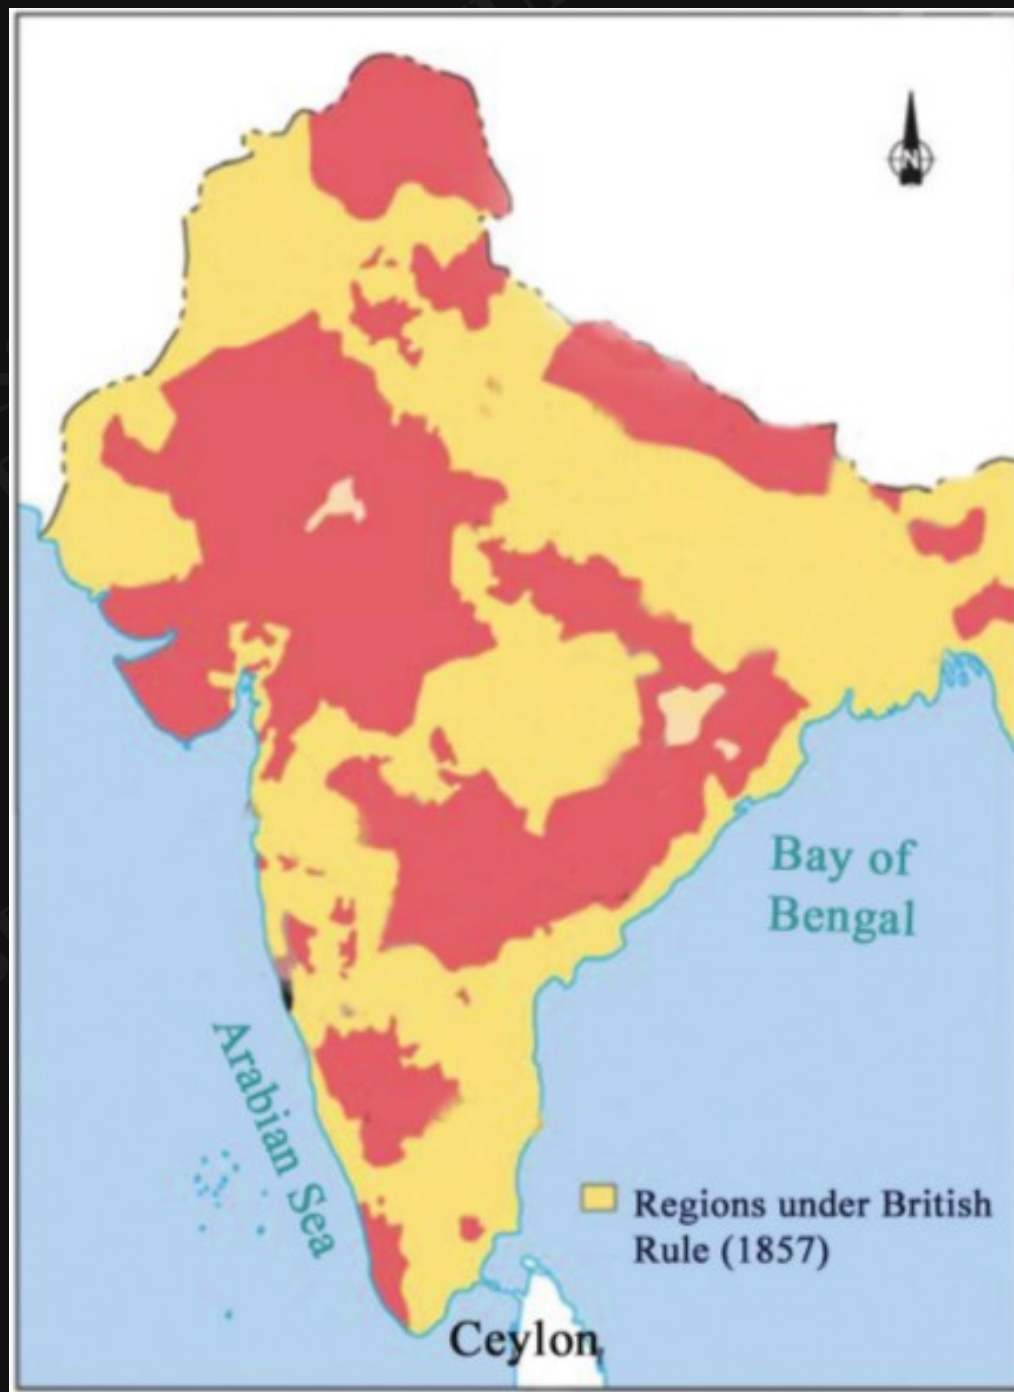 N
Bay of
Bengal
Arabian Sea
Regions under British
Rule (1857)
Ceylon